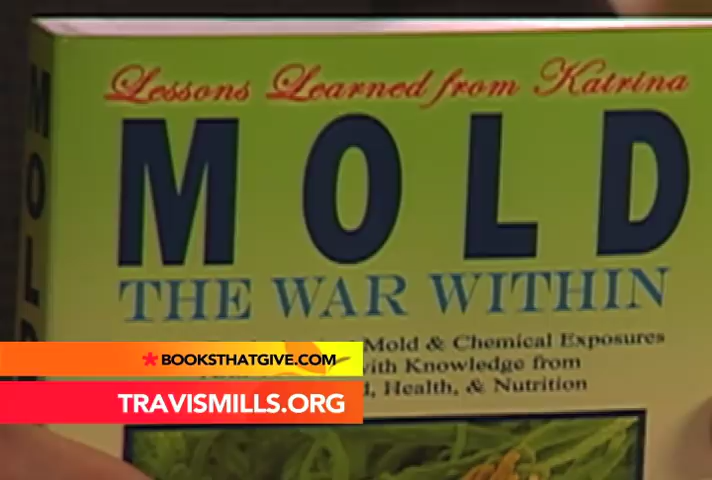 Lessons Learned from Katrina
MOLD
THE WAR WITHIN
Mold & Chemical Exposures
with Knowledge from
Health, & Nutrition
*BOOKSTHATGIVE.COM
TRAVISMILLS.ORG
MOLD